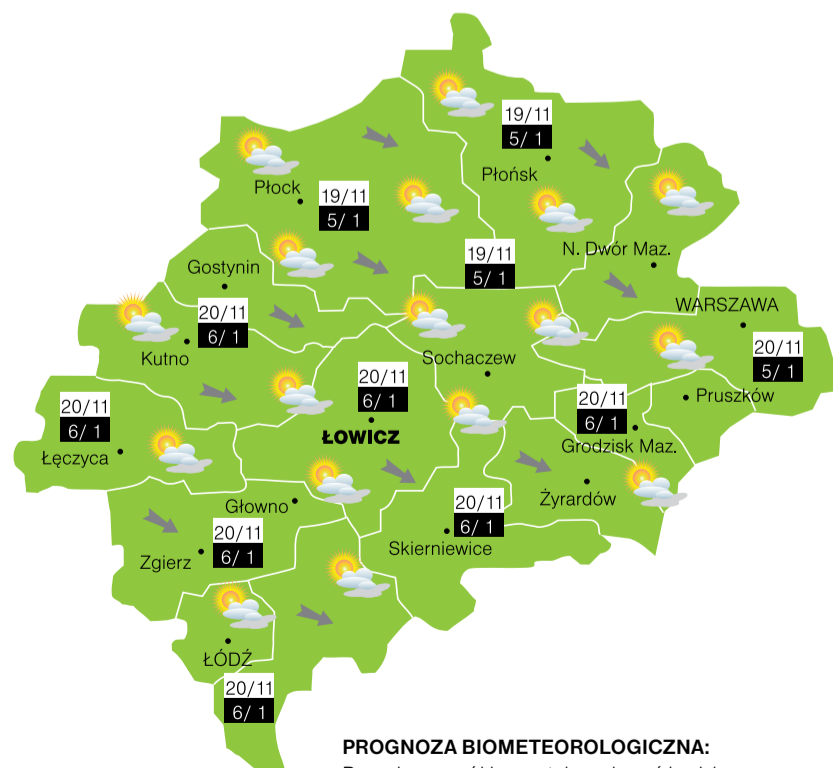 19/11
5/ 1
Płońsk
Płock
19/11
5/ 1
N. Dwór Maz.
19/11
5/ 1
Gostynin
WARSZAWA
20/11
6/ 1
Kutno
20/11
5/ 1
Sochaczew
20/11
6/ 1
ŁOWICZ
20/11
6/ 1
Pruszków
20/11
6/ 1
Łęczyca
Grodzisk Maz.
Głowno
Żyrardów
20/11
6/ 1
Skierniewice
20/11
6/ 1
Zgierz
ŁÓDŹ
20/11
6/ 1
PROGNOZA BIOMETEOROLOGICZNA: